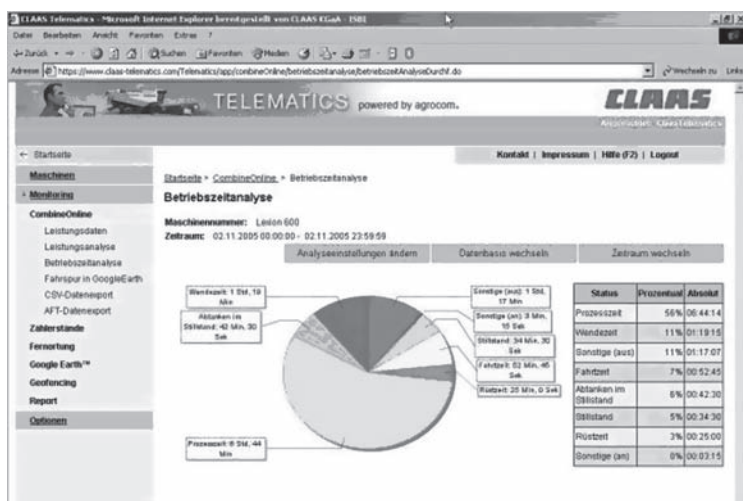 CLAAS Telematics - Microsoft Internet Explorer bereitgestellt von CLAAS KGaA - ISBI
Datei Bearbeiten Ansicht Favoriten Extras ?
Zurück Suchen Favoriten Medien
Adresse https://www.claas-telematics.com/Telematics/app/combineOnline/betriebszeitanalyse/betriebszeitAnalyseDurchf.do Wechseln zu Links
TELEMATICS powered by agrocom.
CLAAS
Startseite
Kontakt | Impressum | Hilfe (F2) | Logout
Maschinen
Monitoring
CombineOnline
Leistungsdaten
Leistungsanalyse
Betriebszeitanalyse
Fahrspur in GoogleEarth
CSV-Datenexport
AFT-Datenexport
Zählerstände
Fernortung
Google Earth™
Geofencing
Report
Optionen
Startseite > CombineOnline > Betriebszeitanalyse
Betriebszeitanalyse
Maschinennummer: Lexion 600
Zeitraum: 02.11.2005 00:00:00 - 02.11.2005 23:59:59
Analyseeinstellungen ändern Datenbasis wechseln Zeitraum wechseln
Wendezeit: 1 Std, 19 Min
Abtanken im Stillstand: 42 Min, 30 Sek
Prozesszeit: 6 Std, 44 Min
Sonstige (aus): 1 Std, 17 Min
Sonstige (an): 3 Min, 15 Sek
Stillstand: 34 Min, 30 Sek
Fahrtzeit: 52 Min, 45 Sek
Rüstzeit: 25 Min, 0 Sek
Status Prozentual Absolut
Prozesszeit 56% 06:44:14
Wendezeit 11% 01:19:15
Sonstige (aus) 11% 01:17:07
Fahrtzeit 7% 00:52:45
Abtanken im Stillstand 6% 00:42:30
Stillstand 5% 00:34:30
Rüstzeit 3% 00:25:00
Sonstige (an) 0% 00:03:15